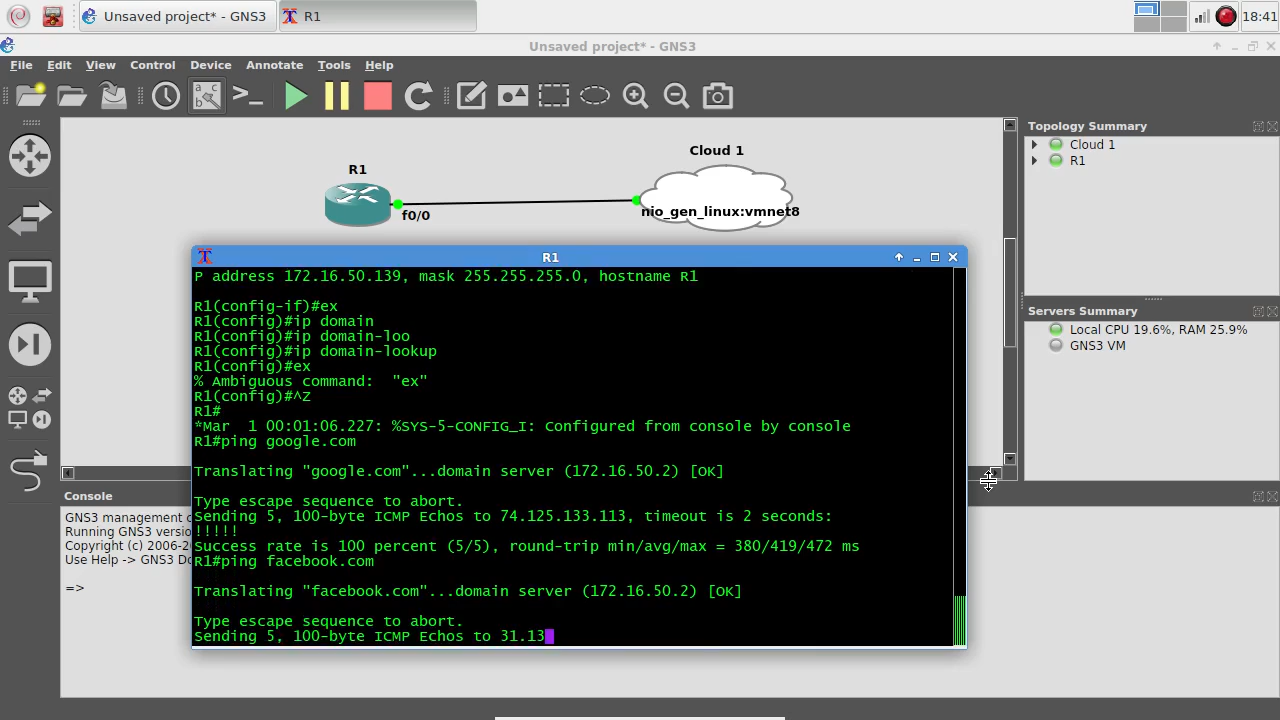 Unsaved project* - GNS3
R1
18:41
Unsaved project* - GNS3
File Edit View Control Device Annotate Tools Help
Topology Summary
Cloud 1
R1
R1
Cloud 1
f0/0
nio_gen_linux:vmnet8
Servers Summary
Local CPU 19.6%, RAM 25.9%
GNS3 VM
R1
P address 172.16.50.139, mask 255.255.255.0, hostname R1
R1(config-if)#ex
R1(config)#ip domain
R1(config)#ip domain-loo
R1(config)#ip domain-lookup
R1(config)#ex
% Ambiguous command:  "ex"
R1(config)#^Z
R1#
*Mar  1 00:01:06.227: %SYS-5-CONFIG_I: Configured from console by console
R1#ping google.com
Translating "google.com"...domain server (172.16.50.2) [OK]
Type escape sequence to abort.
Sending 5, 100-byte ICMP Echos to 74.125.133.113, timeout is 2 seconds:
!!!!!
Success rate is 100 percent (5/5), round-trip min/avg/max = 380/419/472 ms
R1#ping facebook.com
Translating "facebook.com"...domain server (172.16.50.2) [OK]
Type escape sequence to abort.
Sending 5, 100-byte ICMP Echos to 31.13
Console
GNS3 management c
Running GNS3 versio
Copyright (c) 2006-2
Use Help -> GNS3 Do
=>